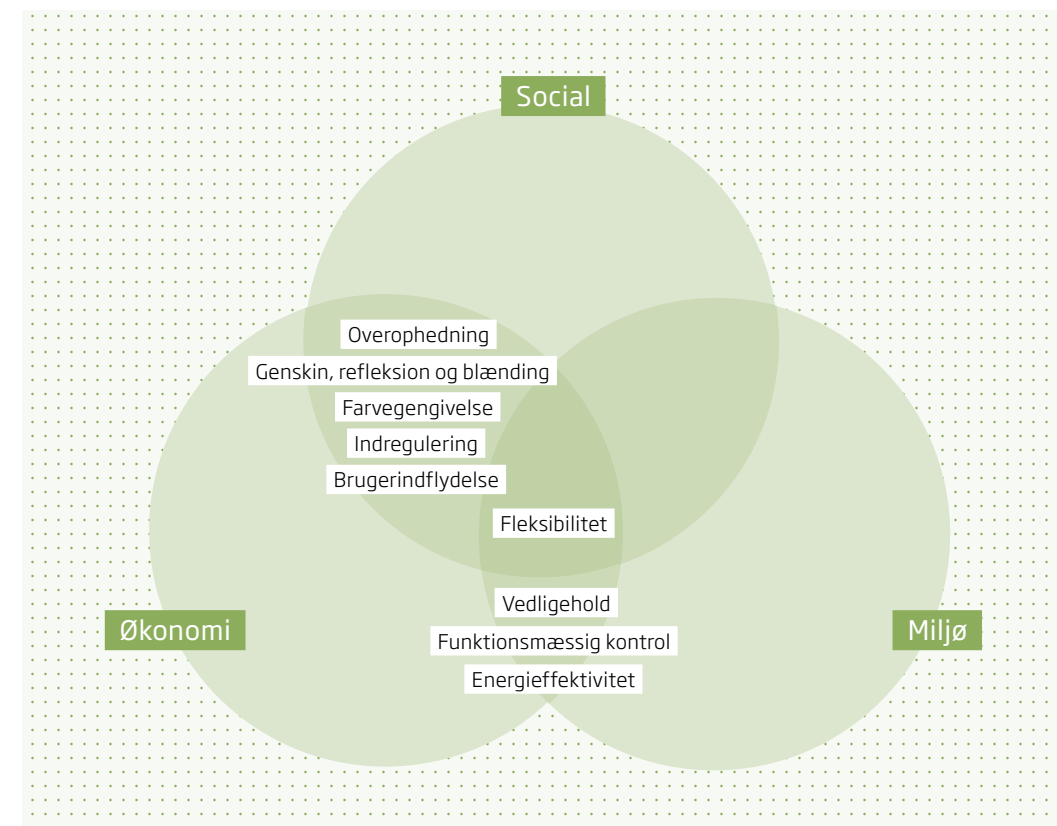 Social
Overophedning
Genskin, refleksion og blænding
Farvegengivelse
Indregulering
Brugerindflydelse
Fleksibilitet
Vedligehold
Økonomi
Miljø
Funktionsmæssig kontrol
Energieffektivitet